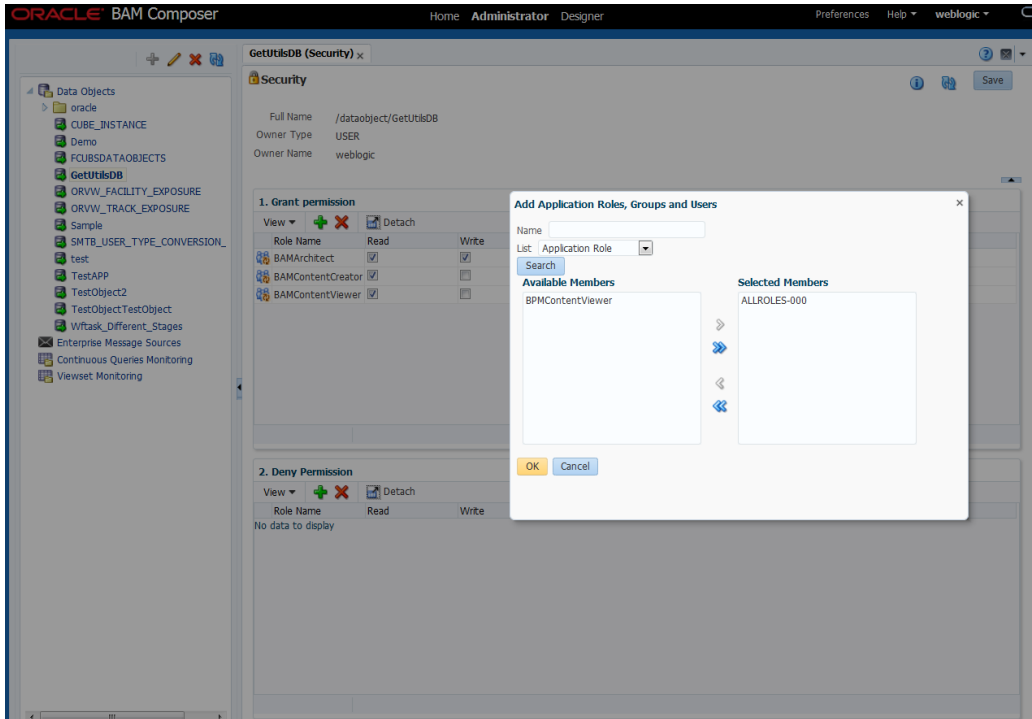 ORACLE BAM Composer
Home Administrator Designer
Preferences Help weblogic
Data Objects
oracle
CUBE_INSTANCE
Demo
FCUBSDATAOBJECTS
GetUtilsDB
ORVW_FACILITY_EXPOSURE
ORVW_TRACK_EXPOSURE
Sample
SMTB_USER_TYPE_CONVERSION_
test
TestAPP
TestObject2
TestObjectTestObject
Wftask_Different_Stages
Enterprise Message Sources
Continuous Queries Monitoring
Viewset Monitoring
GetUtilsDB (Security)
Security
Save
Full Name /dataobject/GetUtilsDB
Owner Type USER
Owner Name weblogic
1. Grant permission
View Detach
Role Name Read Write
BAMArchitect
BAMContentCreator
BAMContentViewer
2. Deny Permission
View Detach
Role Name Read Write
No data to display
Add Application Roles, Groups and Users
Name
List Application Role
Search
Available Members Selected Members
BPMContentViewer ALLROLES-000
OK Cancel